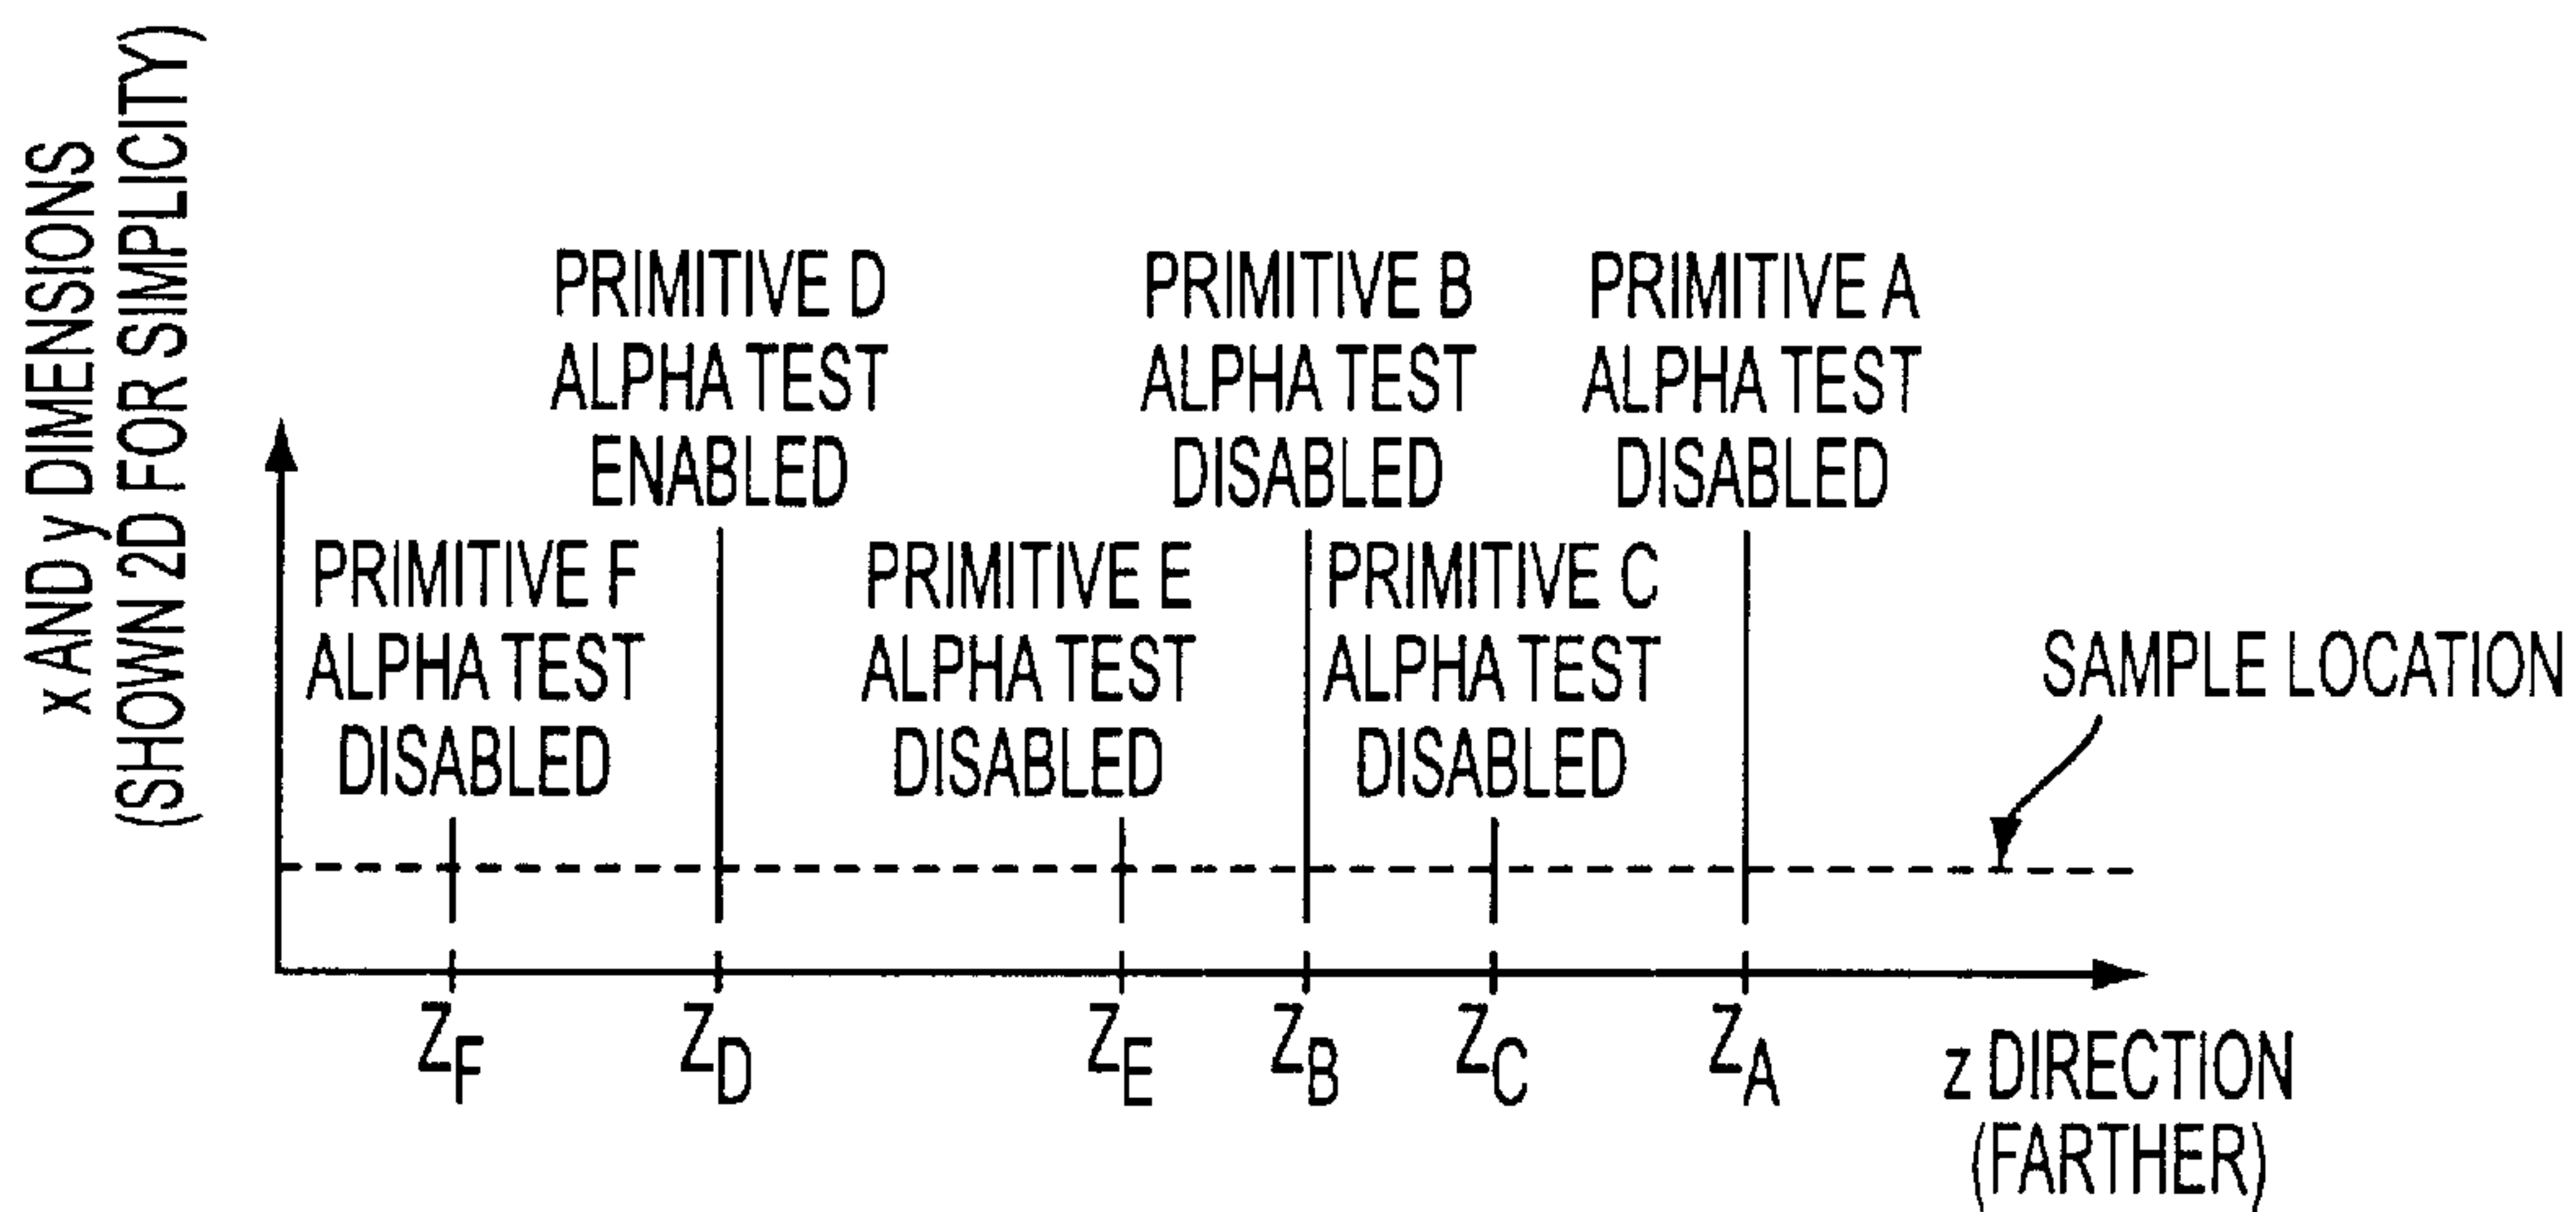 x AND y DIMENSIONS
(SHOWN 2D FOR SIMPLICITY)
PRIMITIVE D
ALPHA TEST
ENABLED
PRIMITIVE B
ALPHA TEST
DISABLED
PRIMITIVE A
ALPHA TEST
DISABLED
PRIMITIVE F
ALPHA TEST
DISABLED
PRIMITIVE E
ALPHA TEST
DISABLED
PRIMITIVE C
ALPHA TEST
DISABLED
SAMPLE LOCATION
ZF
ZD
ZE
ZB
ZC
ZA
z DIRECTION
(FARTHER)